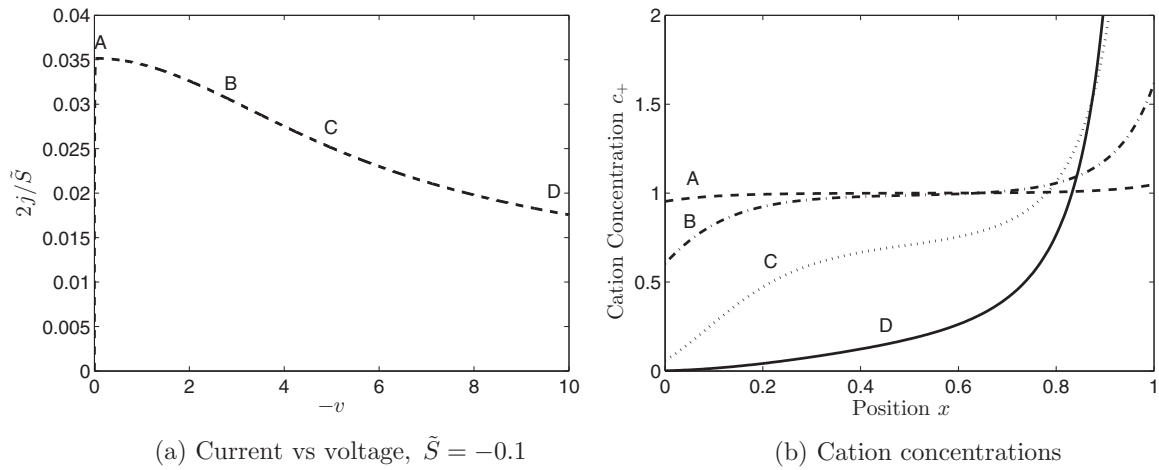 0.04
0.035
0.03
0.025
0.02
0.015
0.01
0.005
0
2j/S̃
A
B
C
D
0 2 4 6 8 10
−v
(a) Current vs voltage, S̃ = −0.1
2
1.5
1
0.5
0
Cation Concentration c₊
A
B
C
D
0 0.2 0.4 0.6 0.8 1
Position x
(b) Cation concentrations